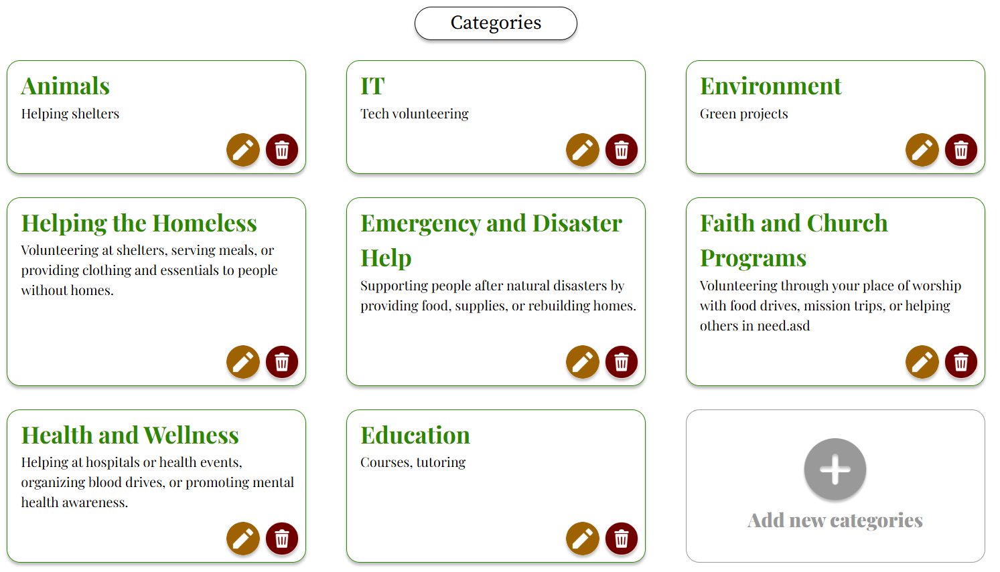 Categories
Animals
Helping shelters
IT
Tech volunteering
Environment
Green projects
Helping the Homeless
Volunteering at shelters, serving meals, or
providing clothing and essentials to people
without homes.
Emergency and Disaster
Help
Supporting people after natural disasters by
providing food, supplies, or rebuilding homes.
Faith and Church
Programs
Volunteering through your place of worship
with food drives, mission trips, or helping
others in need.asd
Health and Wellness
Helping at hospitals or health events,
organizing blood drives, or promoting mental
health awareness.
Education
Courses, tutoring
Add new categories